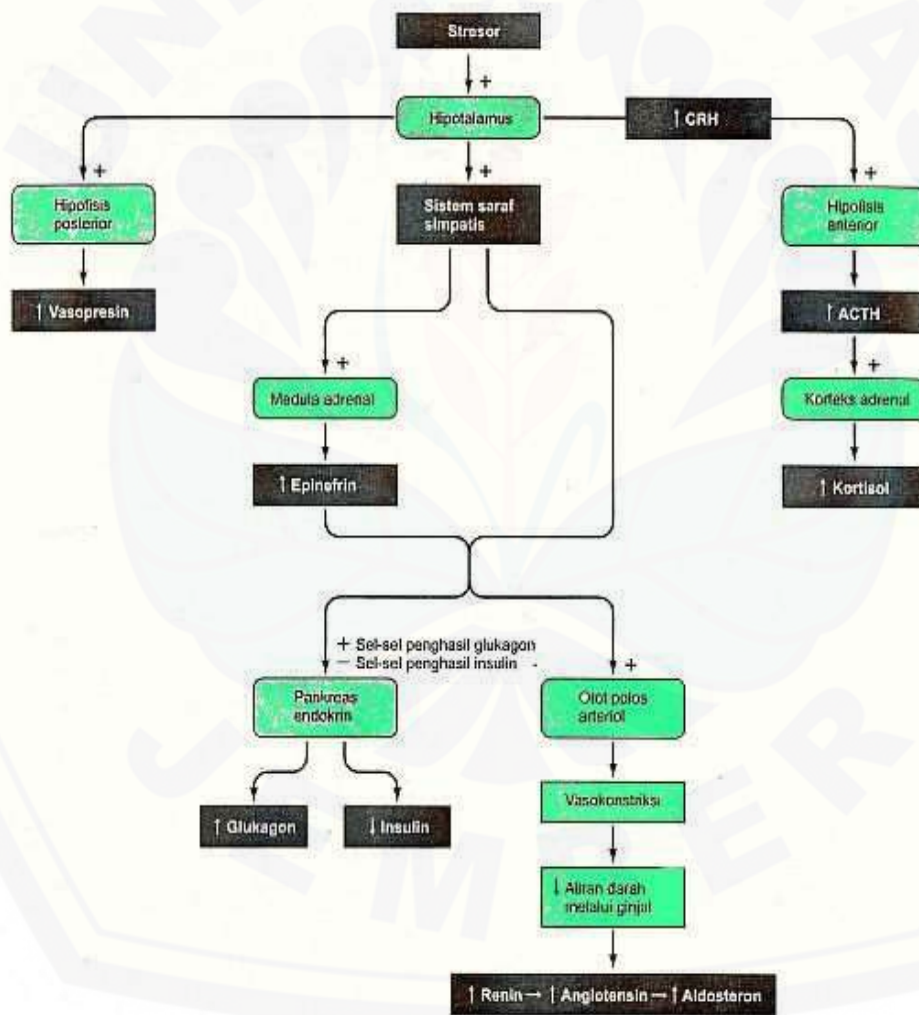 Stresor
+
Hipotalamus
↑ CRH
+
+
+
Hipofisis
posterior
Sistem saraf
simpatis
Hipofisis
anterior
↑ Vasopresin
↑ ACTH
+
+
Medula adrenal
Korteks adrenal
↑ Epinefrin
↑ Kortisol
+ Sel-sel penghasil glukagon
− Sel-sel penghasil insulin
+
Pankreas
endokrin
Otot polos
arteriol
Vasokonstriksi
↑ Glukagon
↓ Insulin
↓ Aliran darah
melalui ginjal
↑ Renin → ↑ Angiotensin → ↑ Aldosteron
JEMBER